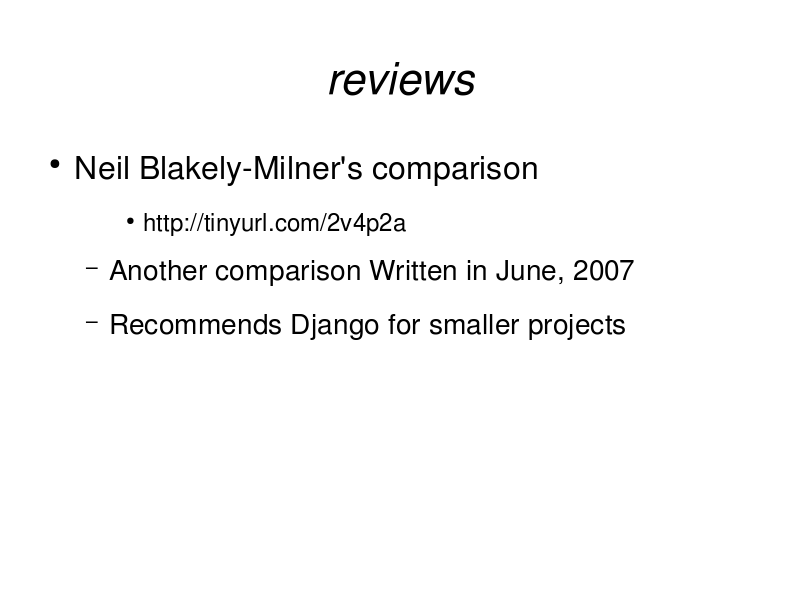 reviews
• Neil Blakely-Milner's comparison
• http://tinyurl.com/2v4p2a
– Another comparison Written in June, 2007
– Recommends Django for smaller projects